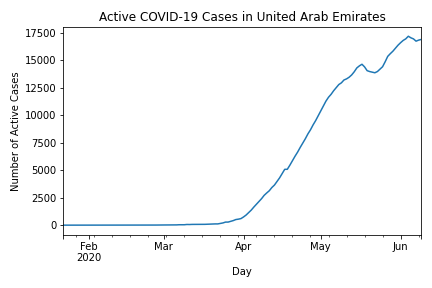 Active COVID-19 Cases in United Arab Emirates
17500
15000
12500
10000
7500
5000
2500
0
Number of Active Cases
Feb
2020
Mar
Apr
May
Jun
Day